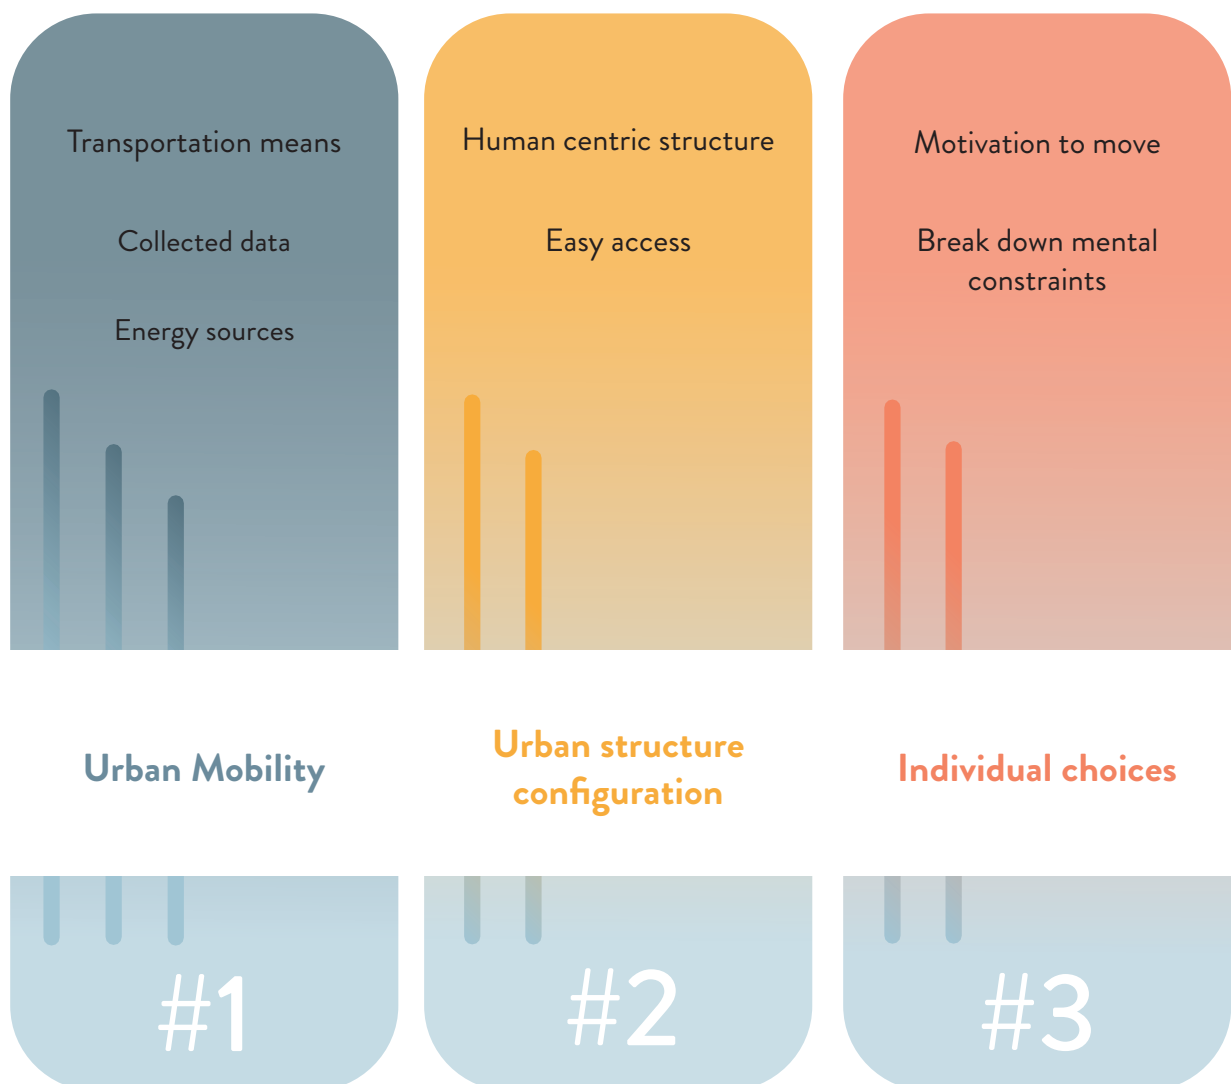 Transportation means
Collected data
Energy sources
Urban Mobility
#1
Human centric structure
Easy access
Urban structure
configuration
#2
Motivation to move
Break down mental
constraints
Individual choices
#3